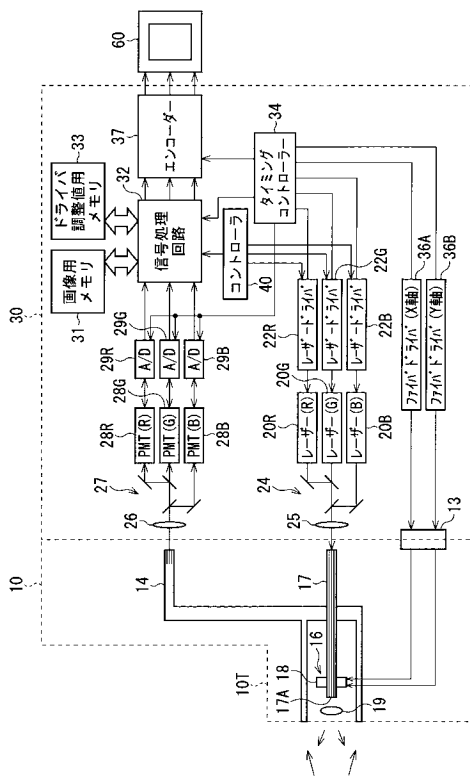 10
10T
14
17
16
18
17A
19
13
30
26
27
28R
PMT(R)
28G
PMT(G)
PMT(B)
28B
29R
A/D
29G
A/D
A/D
29B
31
画像用
メモリ
33
ドライバ
調整値用
メモリ
32
信号処理
回路
37
エンコーダー
60
34
タイミング
コントローラー
コントローラ
40
25
24
20R
レーザー(R)
20G
レーザー(G)
レーザー(B)
20B
22R
レーザードライバ
レーザードライバ
22G
レーザードライバ
22B
ファイバドライバ(X軸)
36A
ファイバドライバ(Y軸)
36B